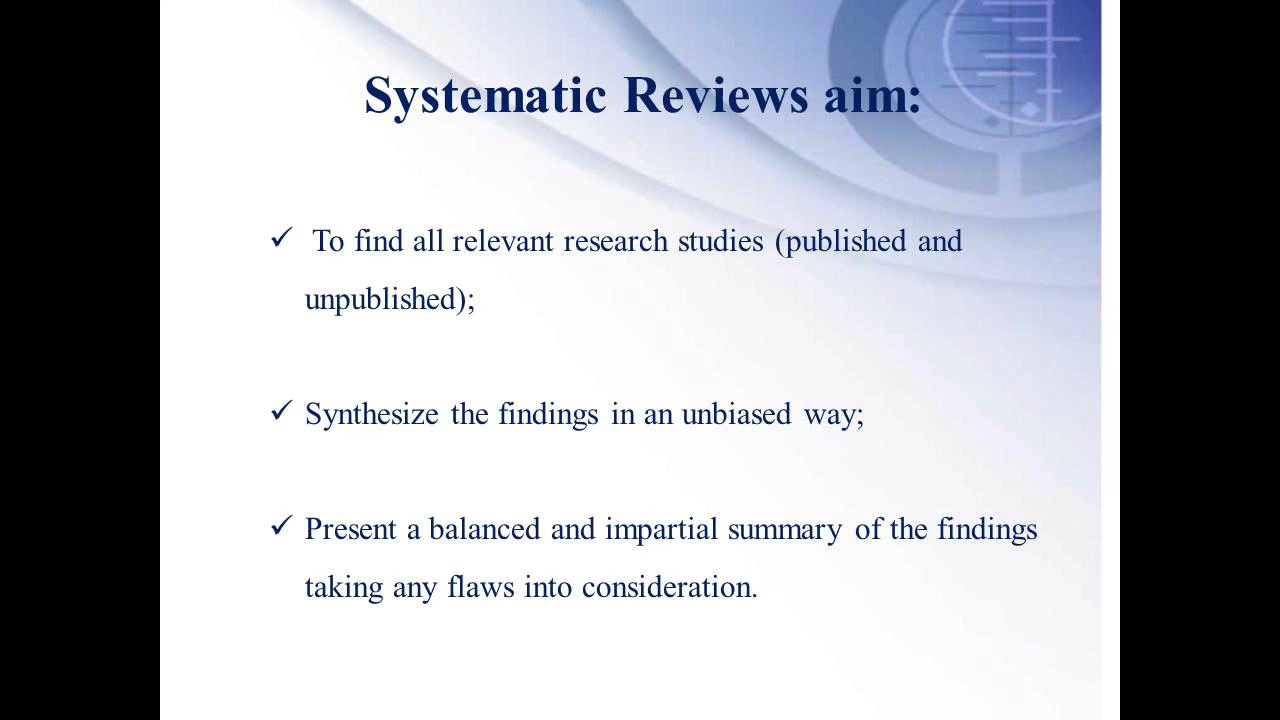 Systematic Reviews aim:
✓ To find all relevant research studies (published and
unpublished);
✓ Synthesize the findings in an unbiased way;
✓ Present a balanced and impartial summary of the findings
taking any flaws into consideration.